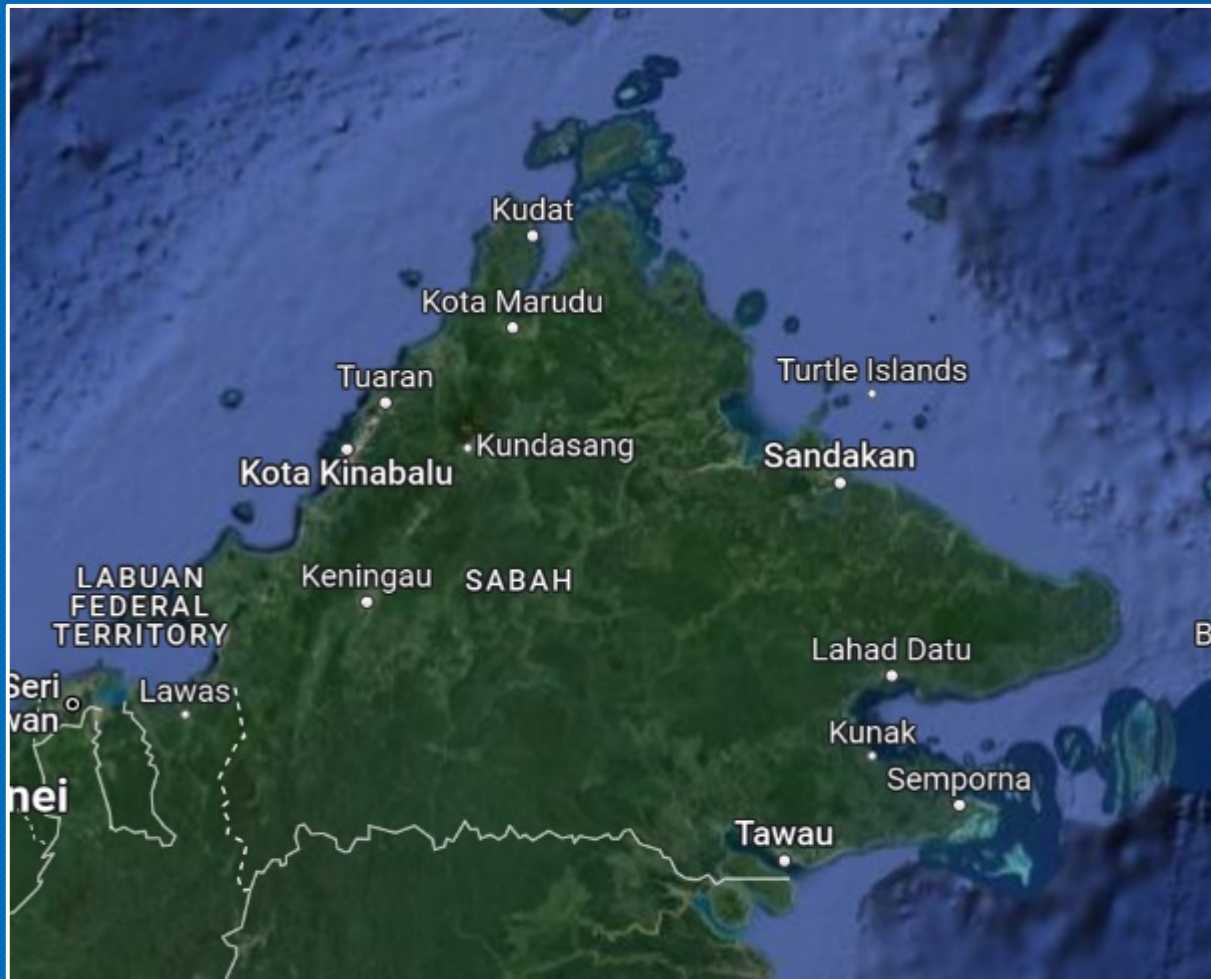 Kudat
Kota Marudu
Tuaran
Turtle Islands
Kundasang
Kota Kinabalu
Sandakan
LABUAN
FEDERAL
TERRITORY
Keningau
SABAH
Lahad Datu
B
Seri
wan
Lawas
Kunak
Semporna
nei
Tawau